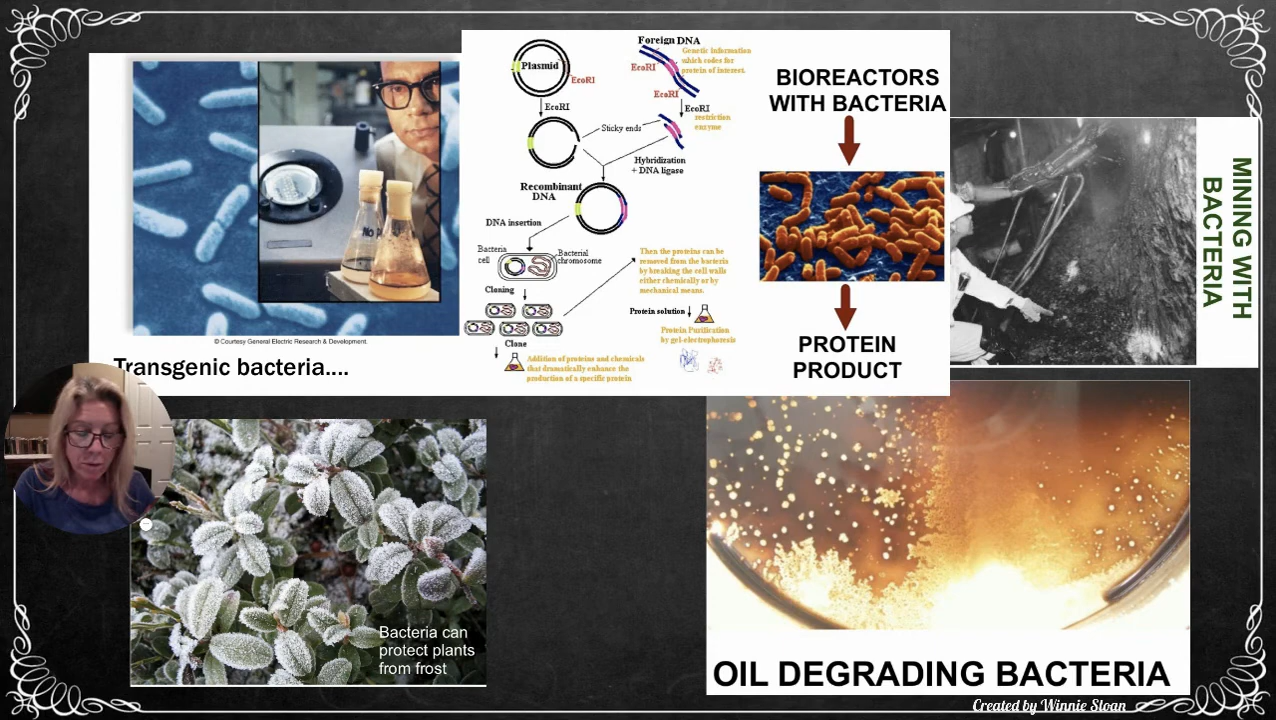 Plasmid
EcoRI
EcoRI
Foreign DNA
Genetic information
which codes for
protein of interest.
EcoRI
EcoRI
EcoRI
restriction
enzyme
Sticky ends
Hybridization
+ DNA ligase
Recombinant
DNA
DNA insertion
Bacteria
cell
Bacterial
chromosome
Cloning
Clone
Then the proteins can be
removed from the bacteria
by breaking the cell walls
either chemically or by
mechanical means.
Protein solution
Protein Purification
by gel-electrophoresis
Addition of proteins and chemicals
that dramatically enhance the
production of a specific protein
BIOREACTORS
WITH BACTERIA
PROTEIN
PRODUCT
MINING WITH
BACTERIA
© Courtesy General Electric Research & Development.
Transgenic bacteria....
Bacteria can
protect plants
from frost
OIL DEGRADING BACTERIA
Created by Winnie Sloan